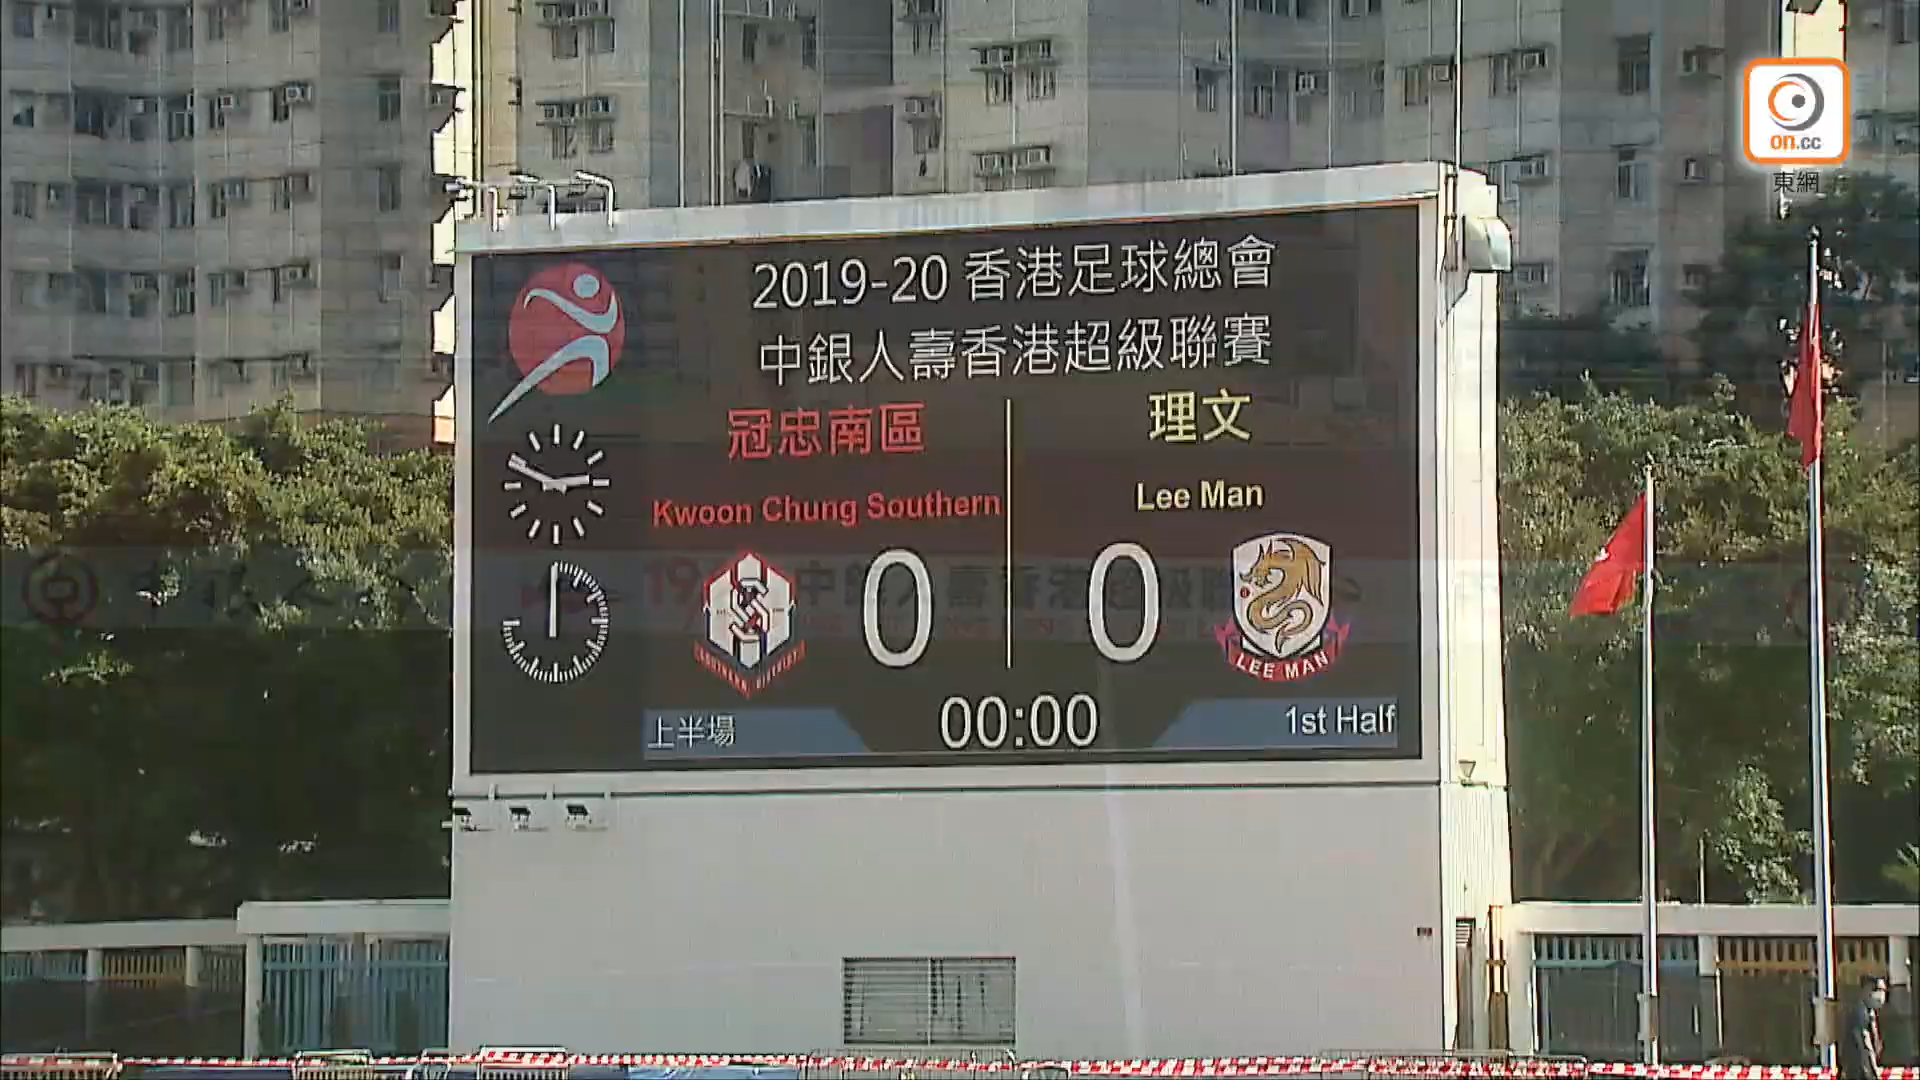 on.cc
東網
2019-20 香港足球總會
中銀人壽香港超級聯賽
冠忠南區
理文
Kwoon Chung Southern
Lee Man
0
0
SOUTHERN DISTRICT
LEE MAN
上半場
00:00
1st Half